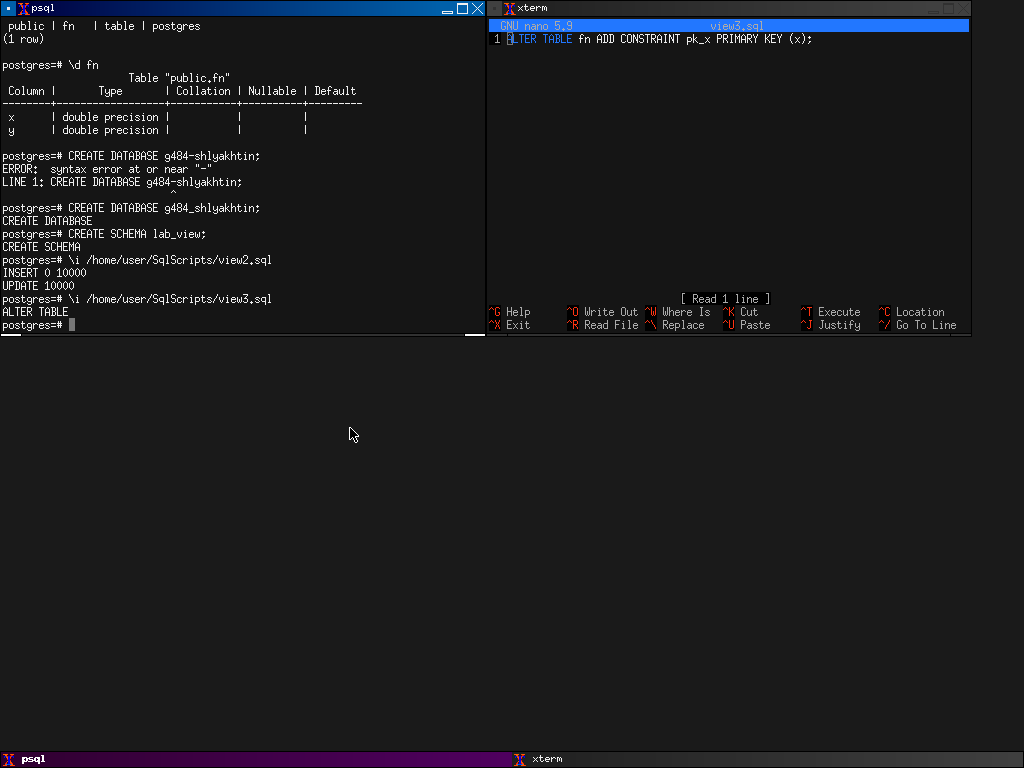 psql
public | fn   | table | postgres
(1 row)
postgres=# \d fn
Table "public.fn"
Column |       Type       | Collation | Nullable | Default
--------+------------------+-----------+----------+---------
x      | double precision |           |          |
y      | double precision |           |          |
postgres=# CREATE DATABASE g484-shlyakhtin;
ERROR:  syntax error at or near "-"
LINE 1: CREATE DATABASE g484-shlyakhtin;
^
postgres=# CREATE DATABASE g484_shlyakhtin;
CREATE DATABASE
postgres=# CREATE SCHEMA lab_view;
CREATE SCHEMA
postgres=# \i /home/user/SqlScripts/view2.sql
INSERT 0 10000
UPDATE 10000
postgres=# \i /home/user/SqlScripts/view3.sql
ALTER TABLE
postgres=#
xterm
GNU nano 5.9 view3.sql
1 ALTER TABLE fn ADD CONSTRAINT pk_x PRIMARY KEY (x);
[ Read 1 line ]
^G Help ^O Write Out ^W Where Is ^K Cut ^T Execute ^C Location
^X Exit ^R Read File ^\ Replace ^U Paste ^J Justify ^/ Go To Line
psql
xterm